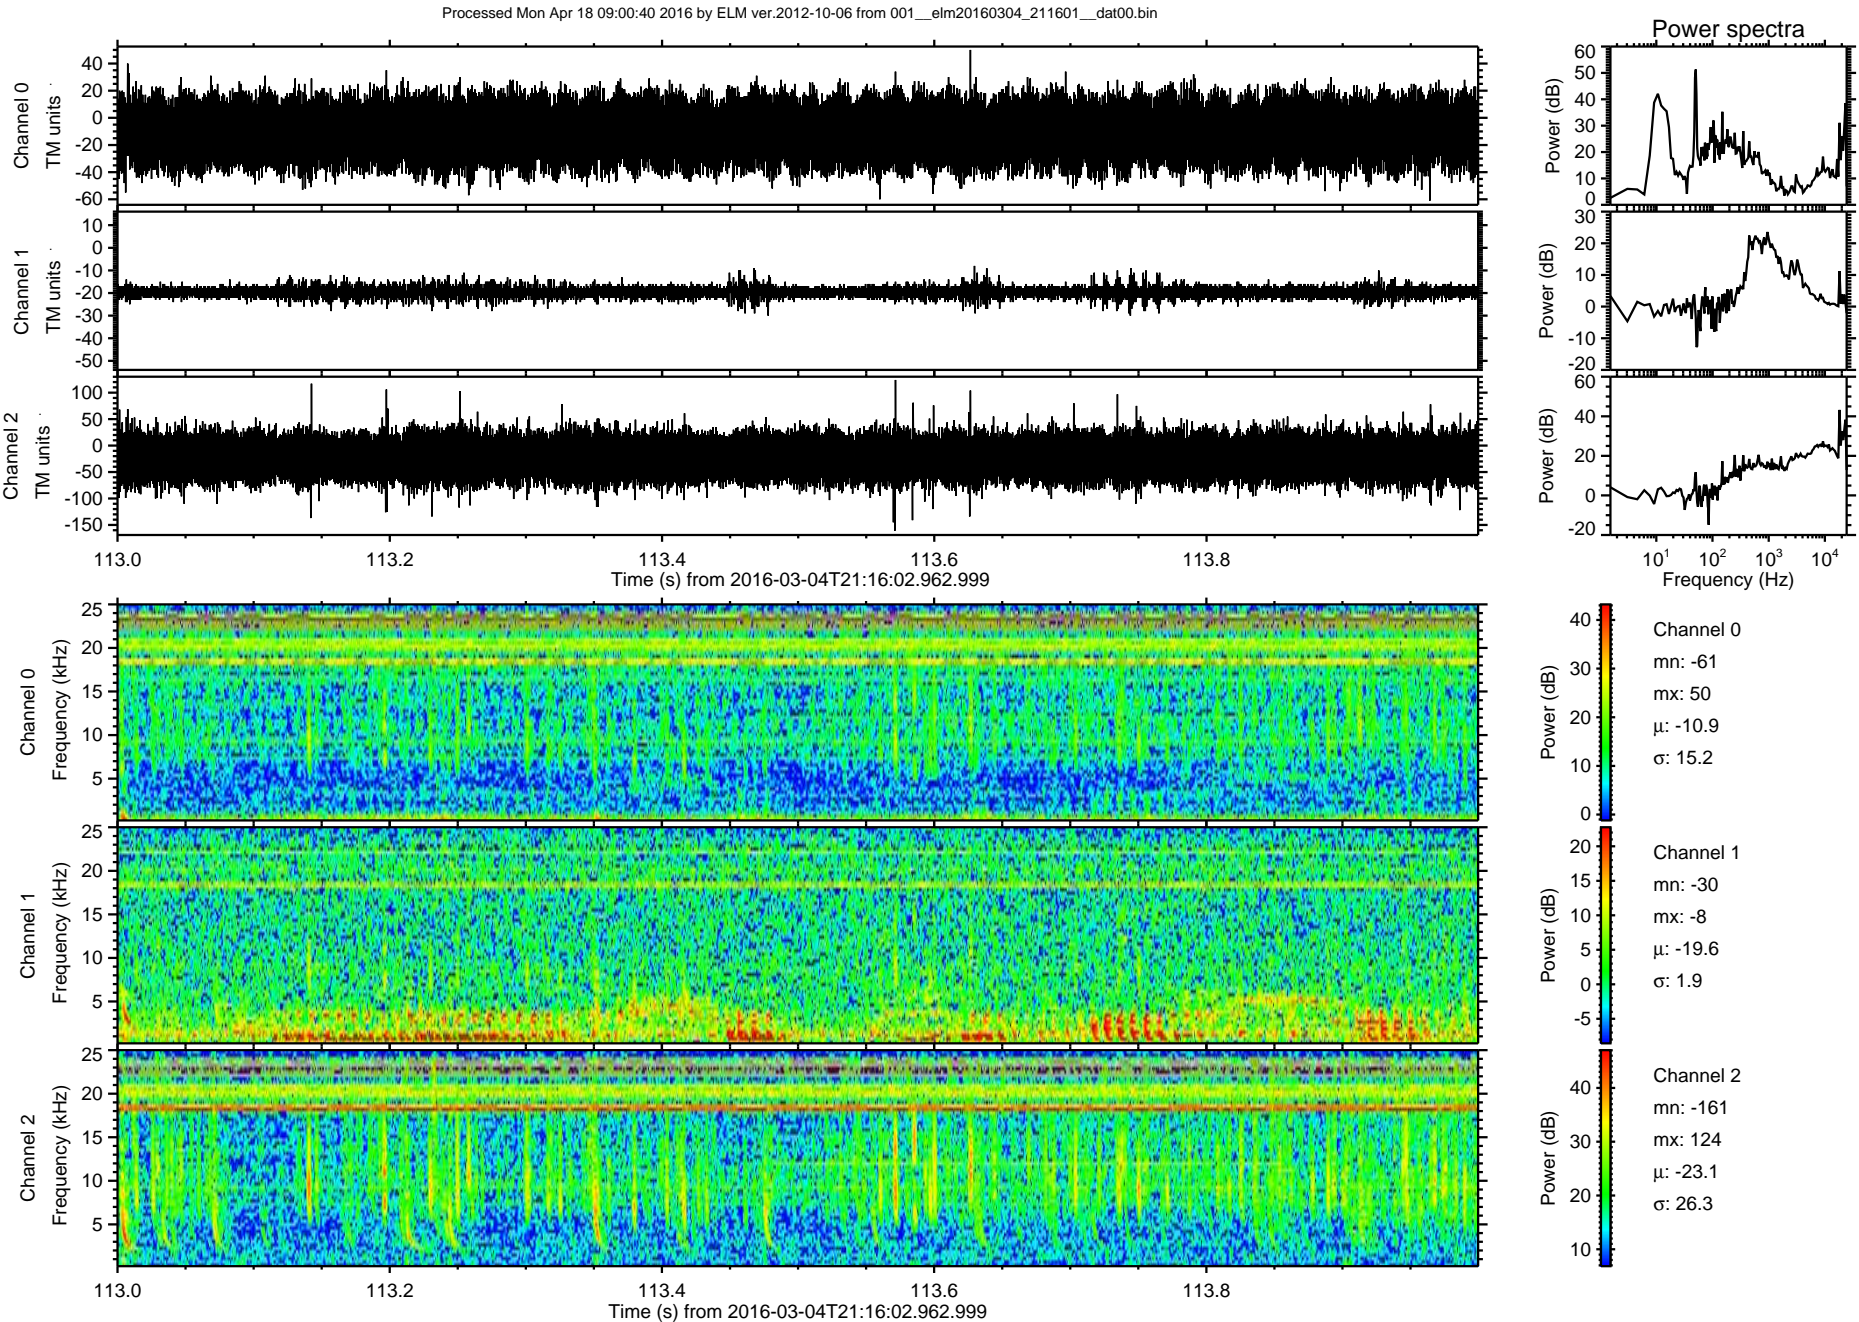 Processed Mon Apr 18 09:00:40 2016 by ELM ver.2012-10-06 from 001__elm20160304_211601__dat00.bin
Power spectra
Channel 0
TM units
40
20
0
-20
-40
-60
Power (dB)
60
50
40
30
20
10
0
Channel 1
TM units
10
0
-10
-20
-30
-40
-50
Power (dB)
30
20
10
0
-10
-20
Channel 2
TM units
100
50
0
-50
-100
-150
Power (dB)
60
40
20
0
-20
113.0 113.2 113.4 113.6 113.8
Time (s) from 2016-03-04T21:16:02.962.999
10¹ 10² 10³ 10⁴
Frequency (Hz)
Channel 0
Frequency (kHz)
25
20
15
10
5
Power (dB)
40
30
20
10
0
Channel 0
mn: -61
mx: 50
μ: -10.9
σ: 15.2
Channel 1
Frequency (kHz)
25
20
15
10
5
Power (dB)
20
15
10
5
0
-5
Channel 1
mn: -30
mx: -8
μ: -19.6
σ: 1.9
Channel 2
Frequency (kHz)
25
20
15
10
5
Power (dB)
40
30
20
10
Channel 2
mn: -161
mx: 124
μ: -23.1
σ: 26.3
113.0 113.2 113.4 113.6 113.8
Time (s) from 2016-03-04T21:16:02.962.999